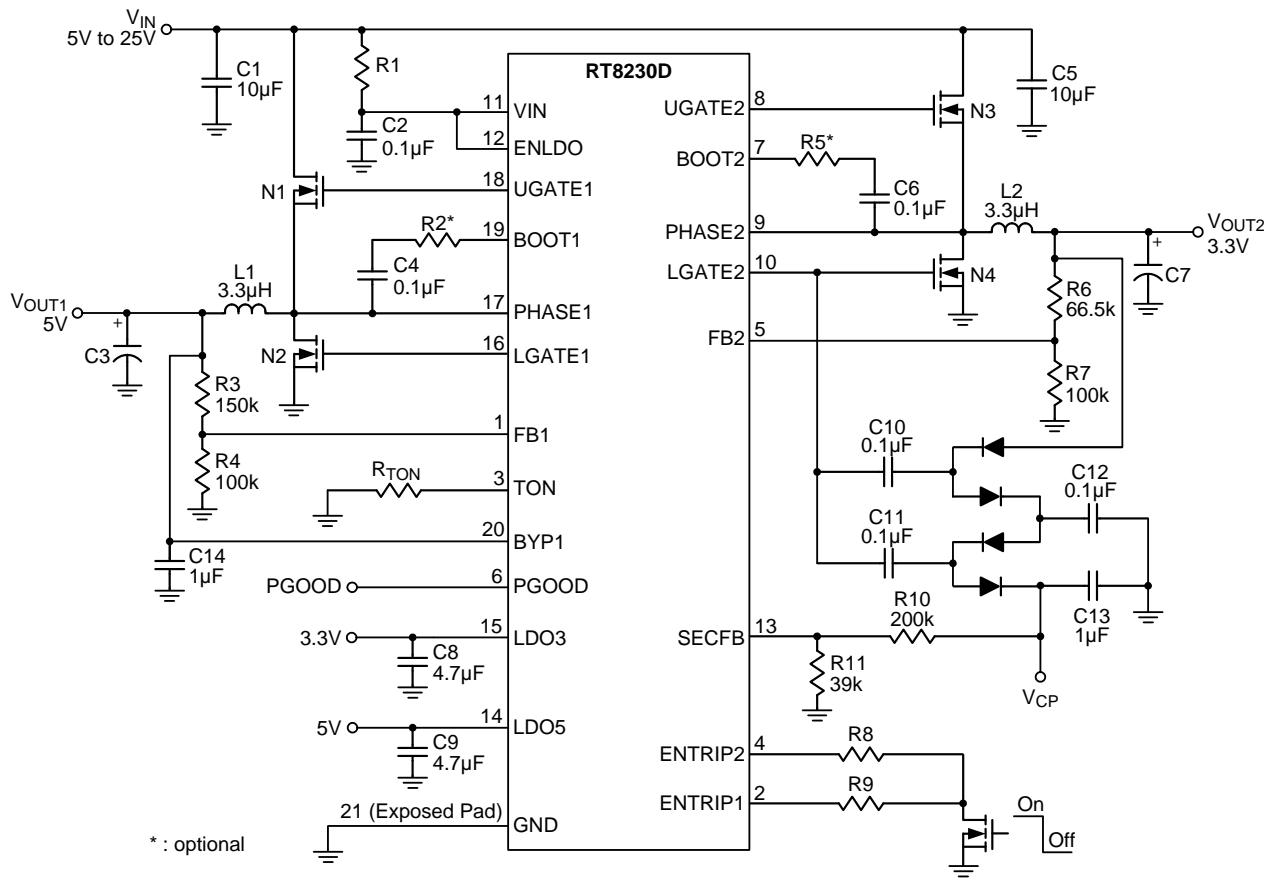 V_IN
5V to 25V
C1
10µF
R1
C2
0.1µF
RT8230D
C5
10µF
11
VIN
12
ENLDO
UGATE2
8
N3
BOOT2
7
R5*
C6
0.1µF
N1
18
UGATE1
R2*
19
BOOT1
C4
0.1µF
PHASE2
9
L2
3.3µH
V_OUT2
3.3V
+
C7
LGATE2
10
N4
L1
3.3µH
V_OUT1
5V
+
C3
17
PHASE1
N2
16
LGATE1
R6
66.5k
FB2
5
R7
100k
R3
150k
1
FB1
R4
100k
R_TON
3
TON
C10
0.1µF
C12
0.1µF
C11
0.1µF
20
BYP1
C14
1µF
PGOOD
6
PGOOD
C13
1µF
R10
200k
3.3V
15
LDO3
C8
4.7µF
SECFB
13
R11
39k
V_CP
5V
14
LDO5
C9
4.7µF
ENTRIP2
4
R8
ENTRIP1
2
R9
On
Off
21 (Exposed Pad)
GND
* : optional